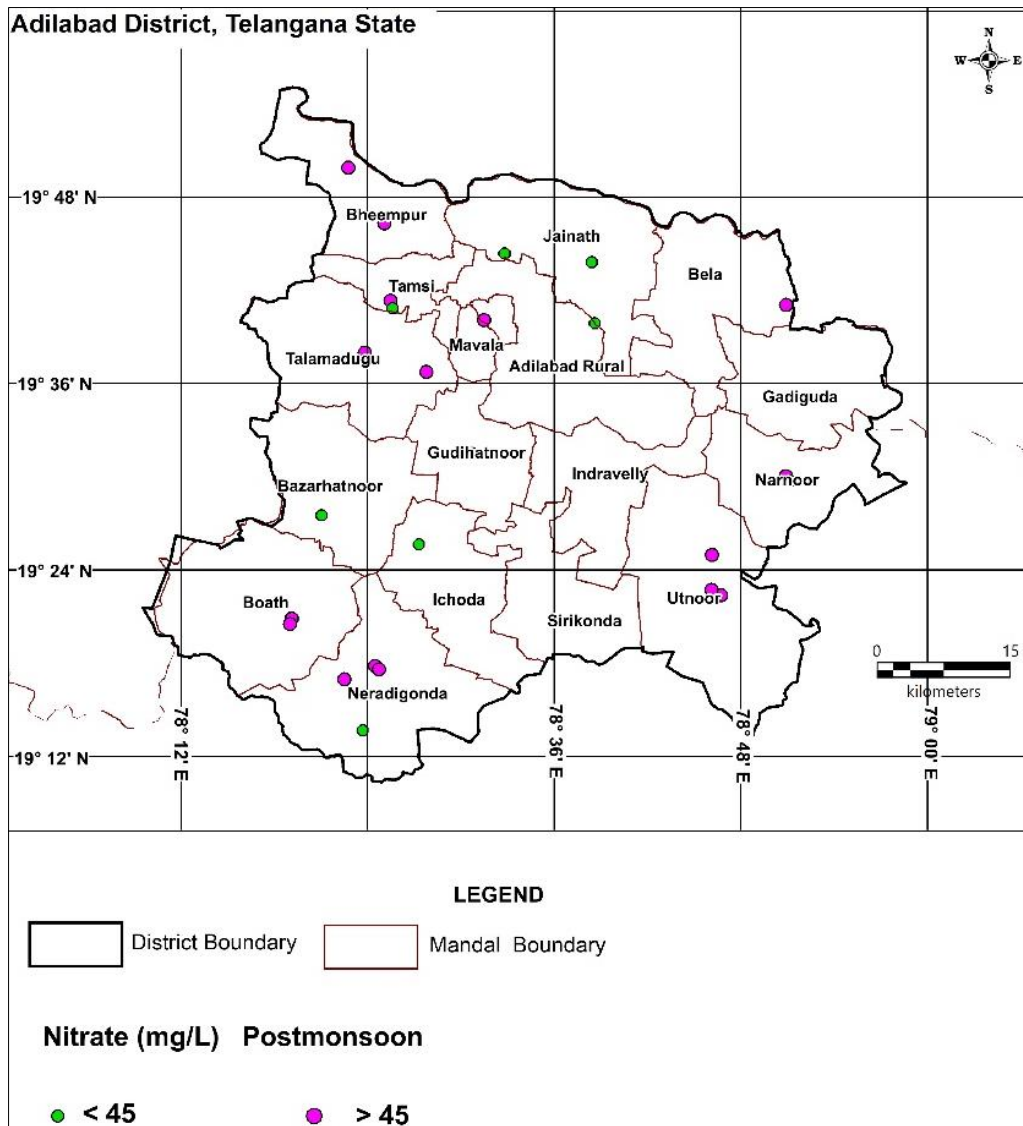 Adilabad District, Telangana State
N
W E
S
19° 48' N
Bheempur
Jainath
Bela
Tamsi
Mavala
Talamadugu
Adilabad Rural
19° 36' N
Gadiguda
Gudihatnoor
Indravelly
Narnoor
Bazarhatnoor
19° 24' N
Boath
Ichoda
Utnoor
Sirikonda
0 15
kilometers
Neradigonda
19° 12' N
78° 12' E
78° 36' E
78° 48' E
79° 00' E
LEGEND
District Boundary
Mandal Boundary
Nitrate (mg/L) Postmonsoon
< 45
> 45